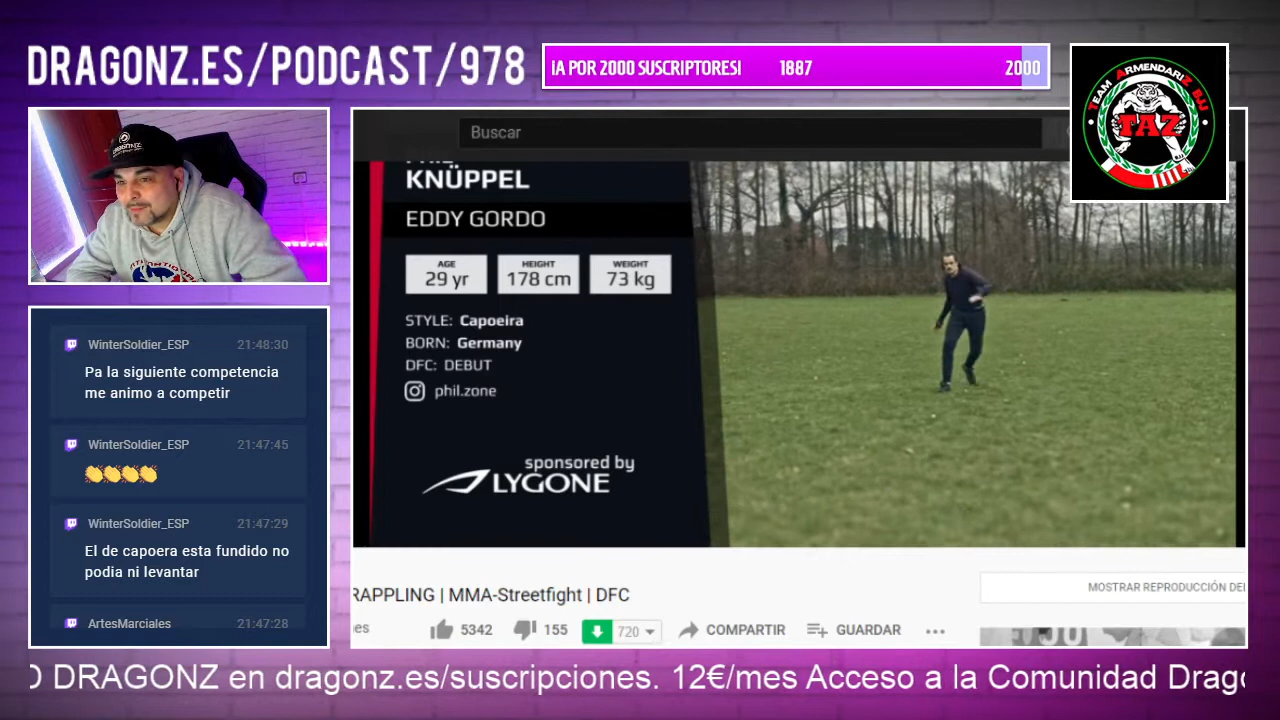 DRAGONZ.ES/PODCAST/978
IA POR 2000 SUSCRIPTORES!
1887
2000
TEAM ARMENDARIZ BJJ
TAZ
Buscar
KNÜPPEL
EDDY GORDO
AGE
29 yr
HEIGHT
178 cm
WEIGHT
73 kg
STYLE: Capoeira
BORN: Germany
DFC: DEBUT
phil.zone
sponsored by
LYGONE
WinterSoldier_ESP
21:48:30
Pa la siguiente competencia
me animo a competir
WinterSoldier_ESP
21:47:45
👏👏👏👏
WinterSoldier_ESP
21:47:29
El de capoera esta fundido no
podia ni levantar
ArtesMarciales
21:47:28
RAPPLING | MMA-Streetfight | DFC
MOSTRAR REPRODUCCIÓN DE
es
5342
155
720
COMPARTIR
GUARDAR
O DRAGONZ en dragonz.es/suscripciones. 12€/mes Acceso a la Comunidad Drag